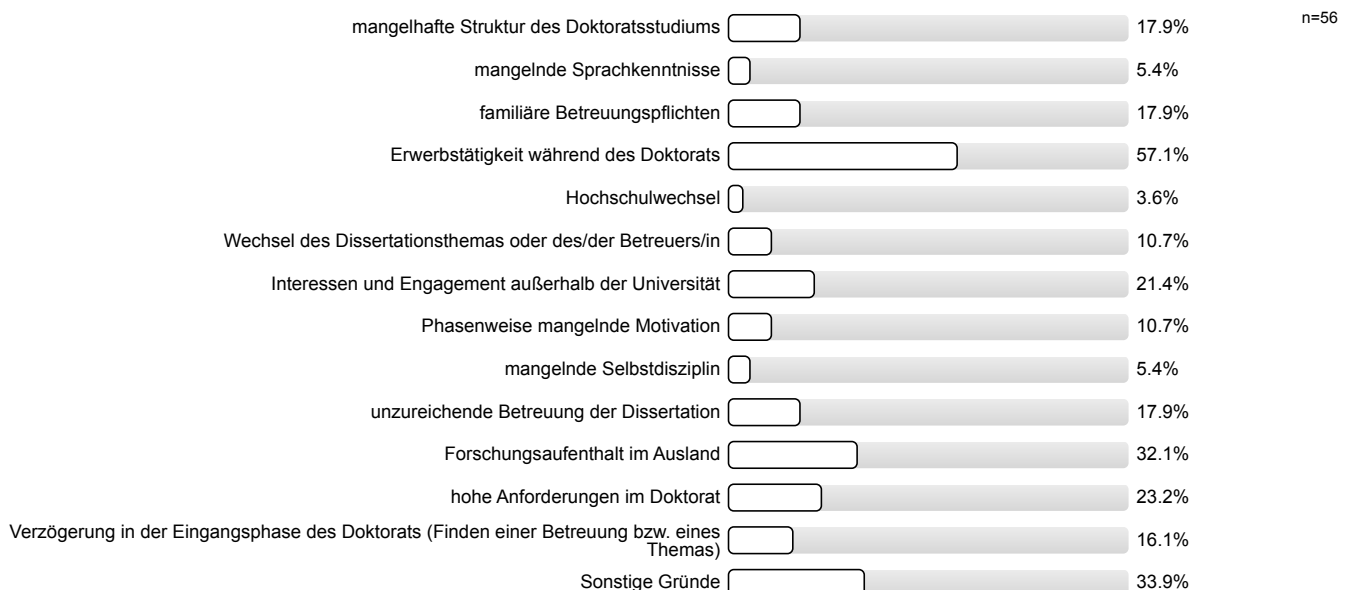 mangelhafte Struktur des Doktoratsstudiums 17.9% n=56
mangelnde Sprachkenntnisse 5.4%
familiäre Betreuungspflichten 17.9%
Erwerbstätigkeit während des Doktorats 57.1%
Hochschulwechsel 3.6%
Wechsel des Dissertationsthemas oder des/der Betreuers/in 10.7%
Interessen und Engagement außerhalb der Universität 21.4%
Phasenweise mangelnde Motivation 10.7%
mangelnde Selbstdisziplin 5.4%
unzureichende Betreuung der Dissertation 17.9%
Forschungsaufenthalt im Ausland 32.1%
hohe Anforderungen im Doktorat 23.2%
Verzögerung in der Eingangsphase des Doktorats (Finden einer Betreuung bzw. eines
Themas) 16.1%
Sonstige Gründe 33.9%